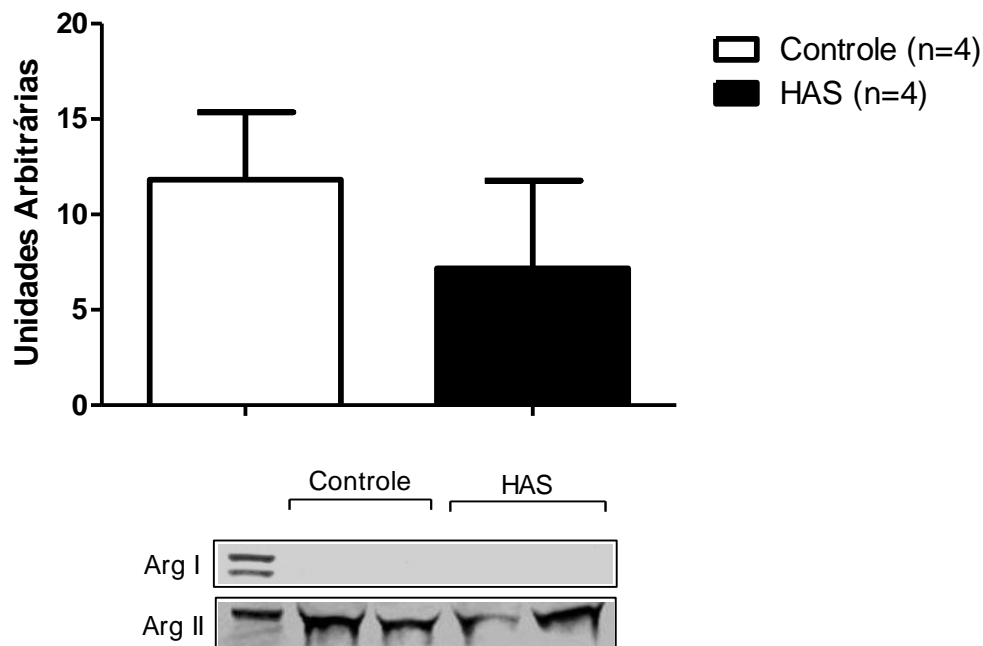 20
15
10
5
0
Unidades Arbitrárias
Controle (n=4)
HAS (n=4)
Controle HAS
Arg I
Arg II